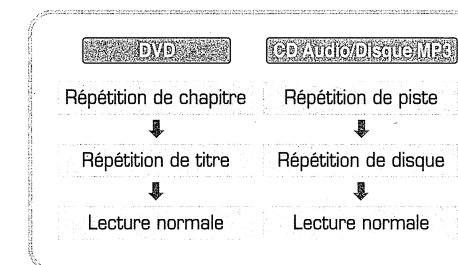 DVD CD Audio/Disque MP3
Répétition de chapitre Répétition de piste
Répétition de titre Répétition de disque
Lecture normale Lecture normale